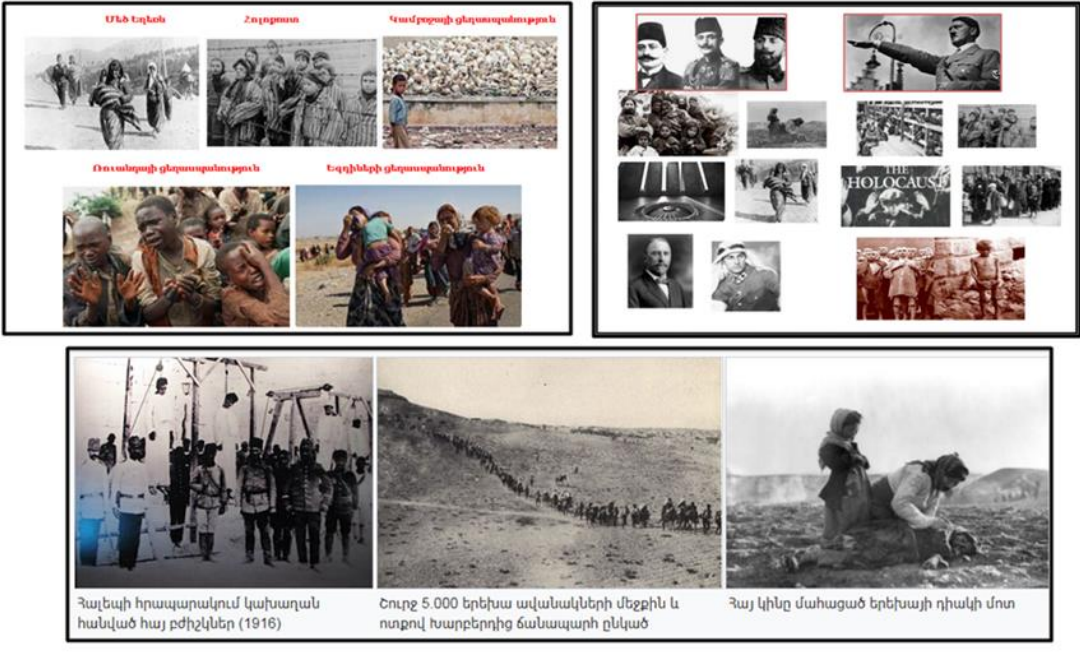 Մեծ Եղեռն
Հոլոքոստ
Կամբոջայի ցեղասպանություն
Ռուանդայի ցեղասպանություն
Եզդիների ցեղասպանություն
THE
HOLOCAUST
Հալեպի հրապարակում կախաղան
հանված հայ բժիշկներ (1916)
Շուրջ 5.000 երեխա ավանակների մեջքին և
ոտքով Խարբերդից ճանապարհ ընկած
Հայ կինը մահացած երեխայի դիակի մոտ